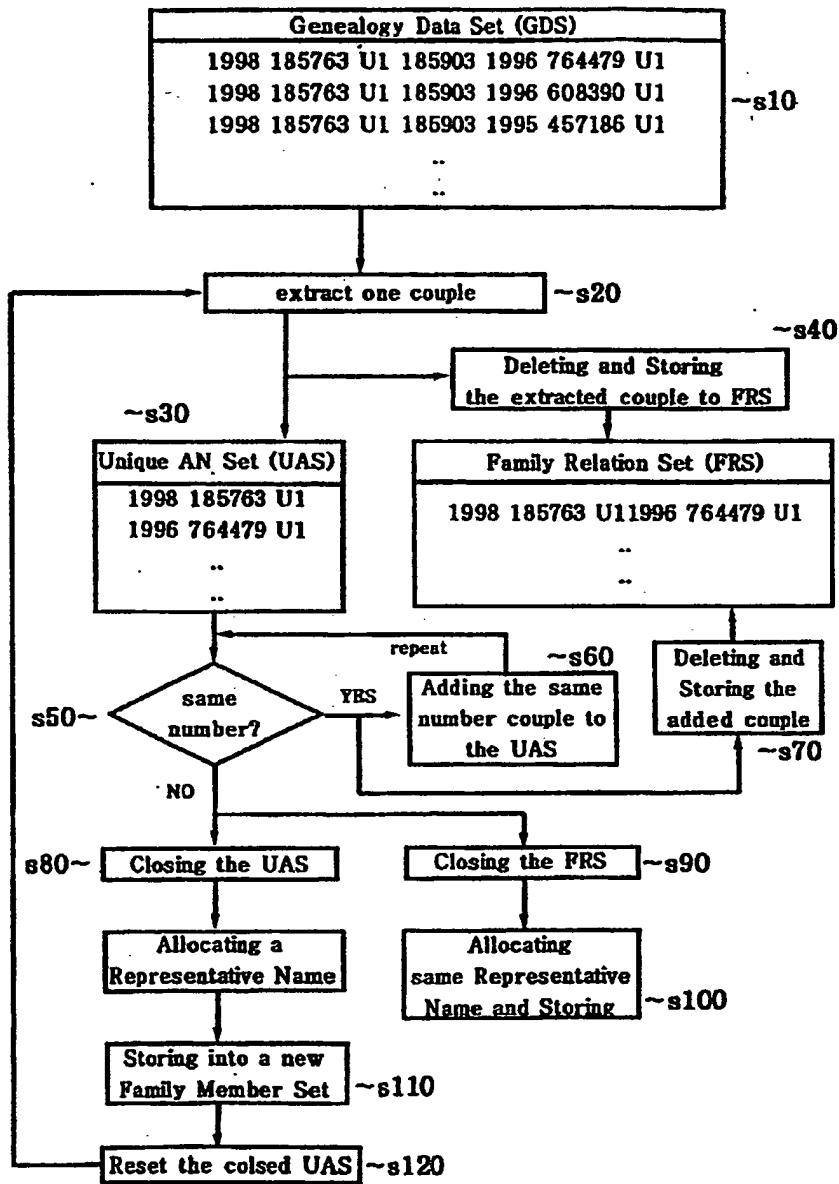 Genealogy Data Set (GDS)
1998 185763 U1 185903 1996 764479 U1
1998 185763 U1 185903 1996 608390 U1
1998 185763 U1 185903 1995 457186 U1
..
..
~s10
extract one couple
~s20
~s40
Deleting and Storing
the extracted couple to FRS
~s30
Unique AN Set (UAS)
1998 185763 U1
1996 764479 U1
..
..
Family Relation Set (FRS)
1998 185763 U11996 764479 U1
..
..
repeat
same
number?
s50~
YES
~s60
Adding the same
number couple to
the UAS
Deleting and
Storing the
added couple
~s70
NO
s80~
Closing the UAS
Closing the FRS
~s90
Allocating a
Representative Name
Allocating
same Representative
Name and Storing
~s100
Storing into a new
Family Member Set
~s110
Reset the colsed UAS
~s120